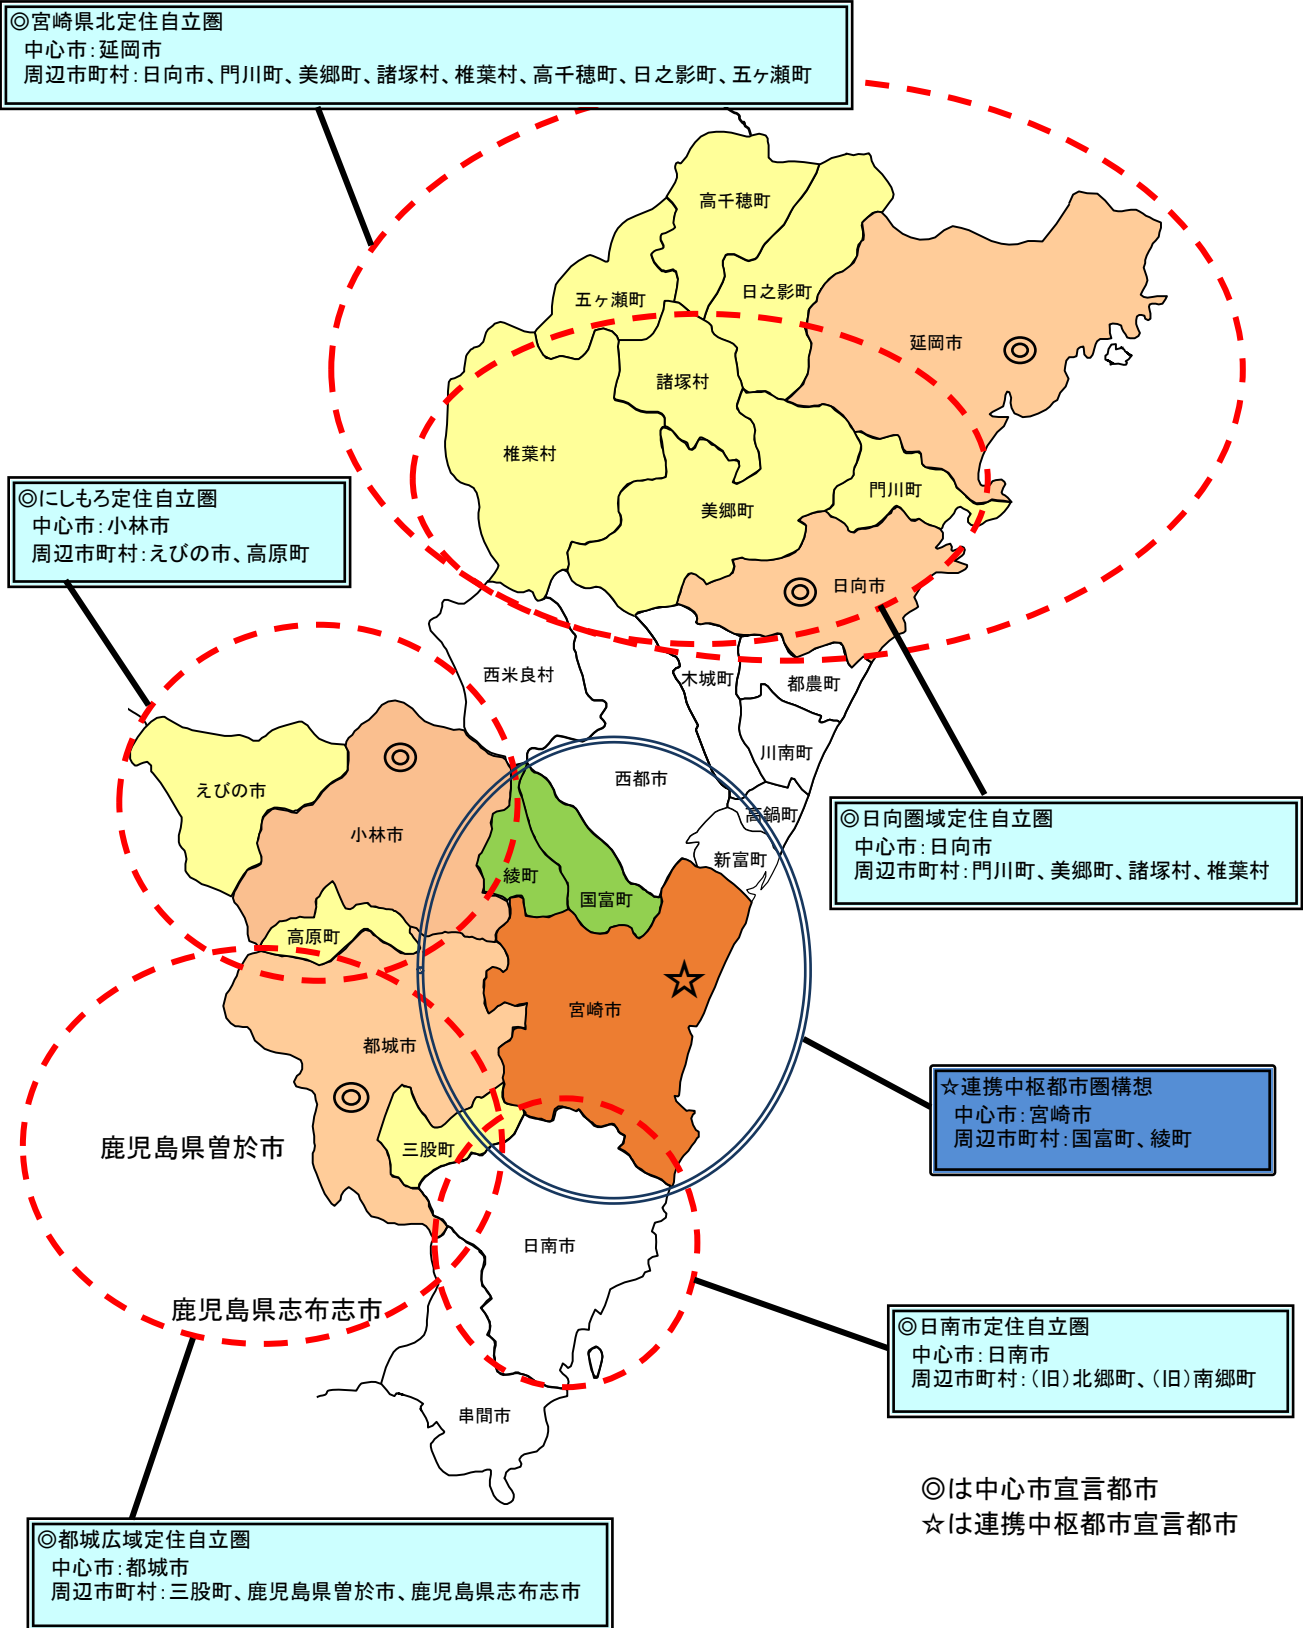 ◎宮崎県北定住自立圏
中心市：延岡市
周辺市町村：日向市、門川町、美郷町、諸塚村、椎葉村、高千穂町、日之影町、五ヶ瀬町
高千穂町
五ヶ瀬町
日之影町
延岡市
◎
諸塚村
椎葉村
門川町
美郷町
◎にしもろ定住自立圏
中心市：小林市
周辺市町村：えびの市、高原町
◎
日向市
西米良村
木城町
都農町
◎
川南町
西都市
えびの市
高鍋町
◎日向圏域定住自立圏
中心市：日向市
周辺市町村：門川町、美郷町、諸塚村、椎葉村
小林市
新富町
綾町
国富町
高原町
☆
宮崎市
都城市
◎
☆連携中枢都市圏構想
中心市：宮崎市
周辺市町村：国富町、綾町
鹿児島県曽於市
三股町
日南市
鹿児島県志布志市
◎日南市定住自立圏
中心市：日南市
周辺市町村：（旧）北郷町、（旧）南郷町
串間市
◎は中心市宣言都市
☆は連携中枢都市宣言都市
◎都城広域定住自立圏
中心市：都城市
周辺市町村：三股町、鹿児島県曽於市、鹿児島県志布志市